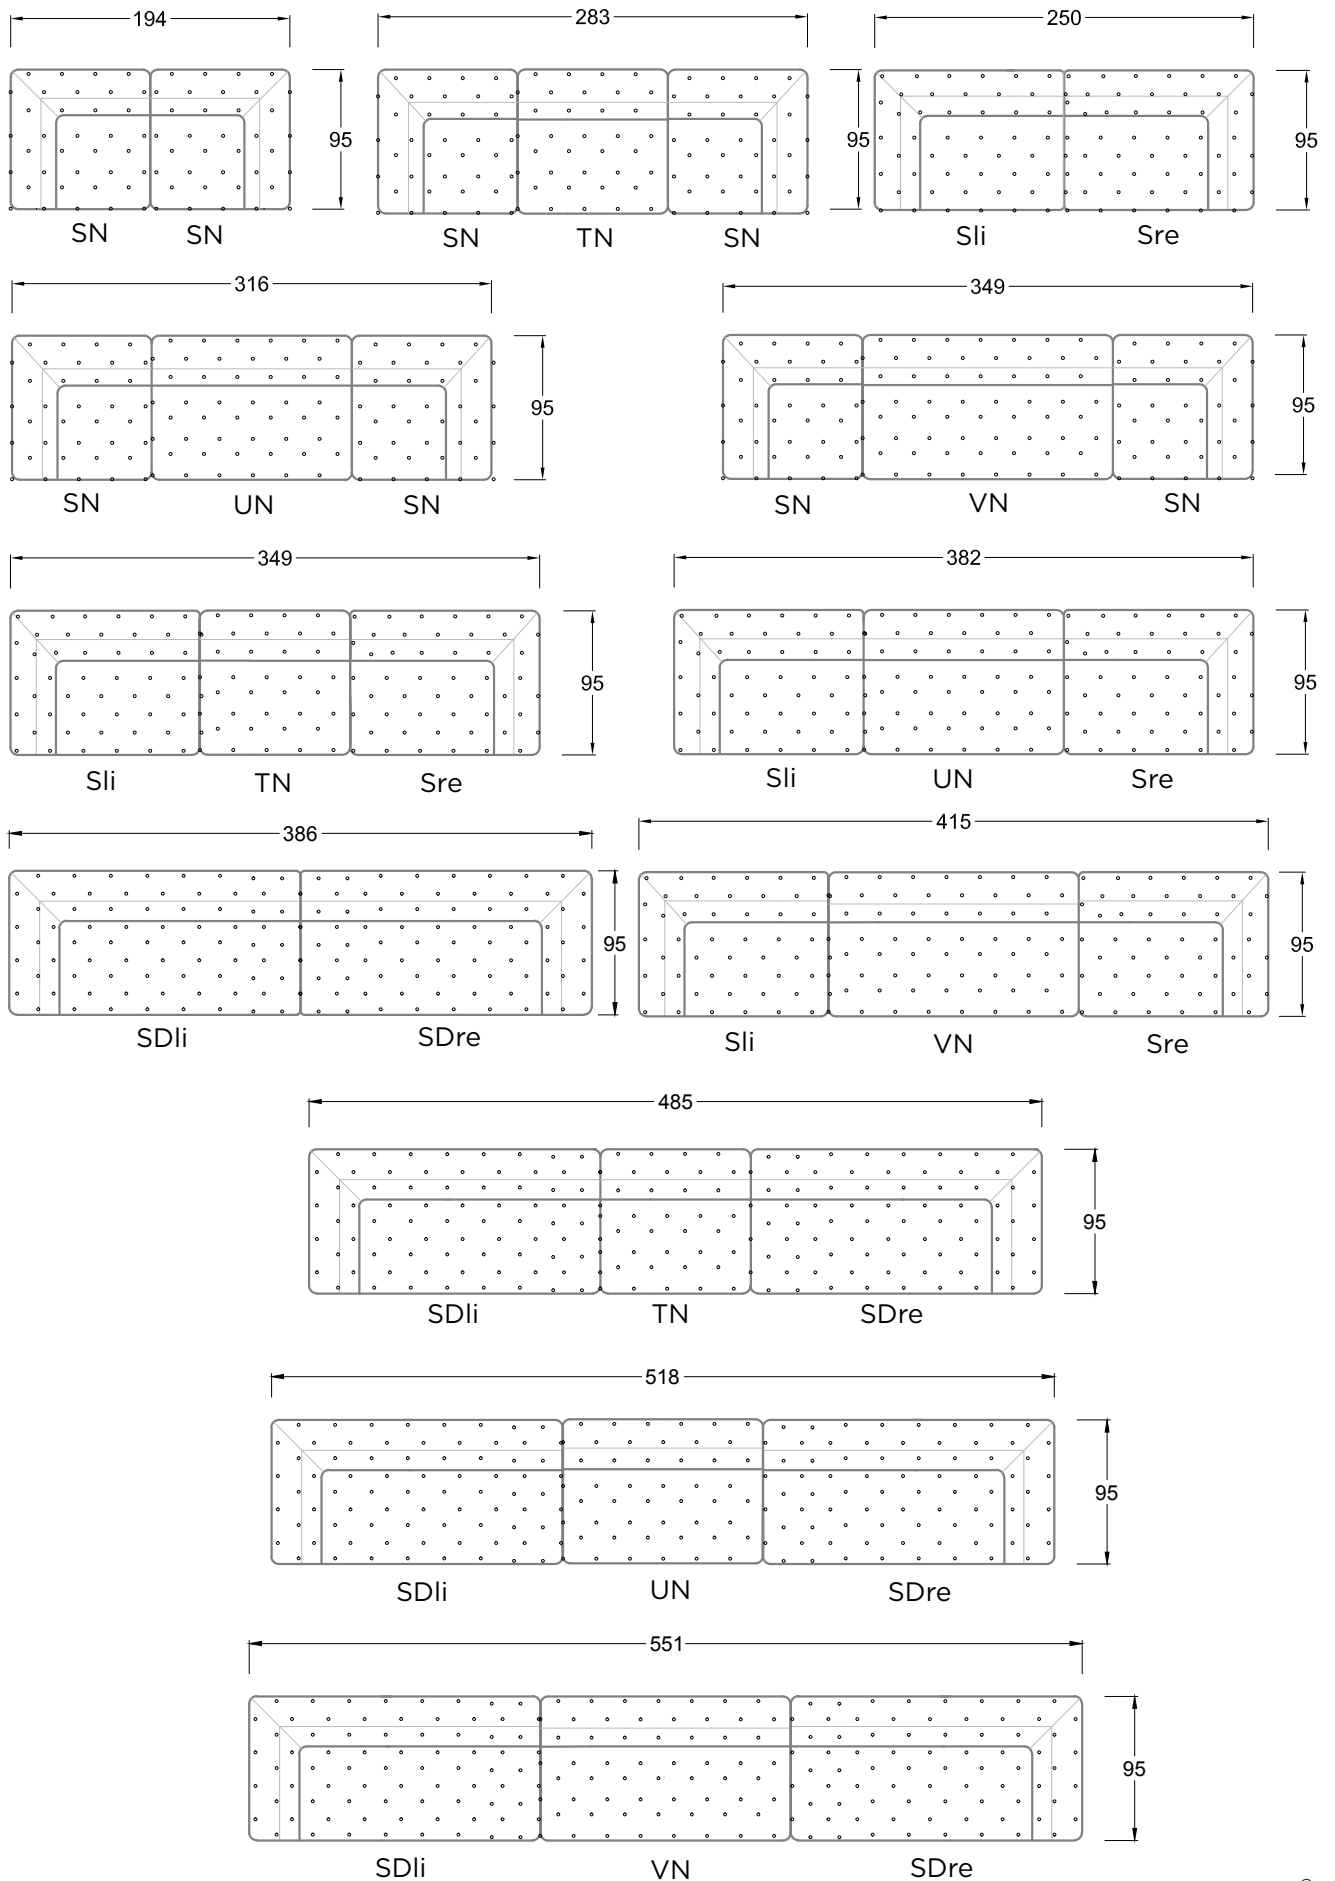 194
283
250
95
95
95
SN SN
SN TN SN
Sli Sre
316
349
95
95
SN UN SN
SN VN SN
349
382
95
95
Sli TN Sre
Sli UN Sre
386
415
95
95
SDli SDre
Sli VN Sre
485
95
SDli TN SDre
518
95
SDli UN SDre
551
95
SDli VN SDre